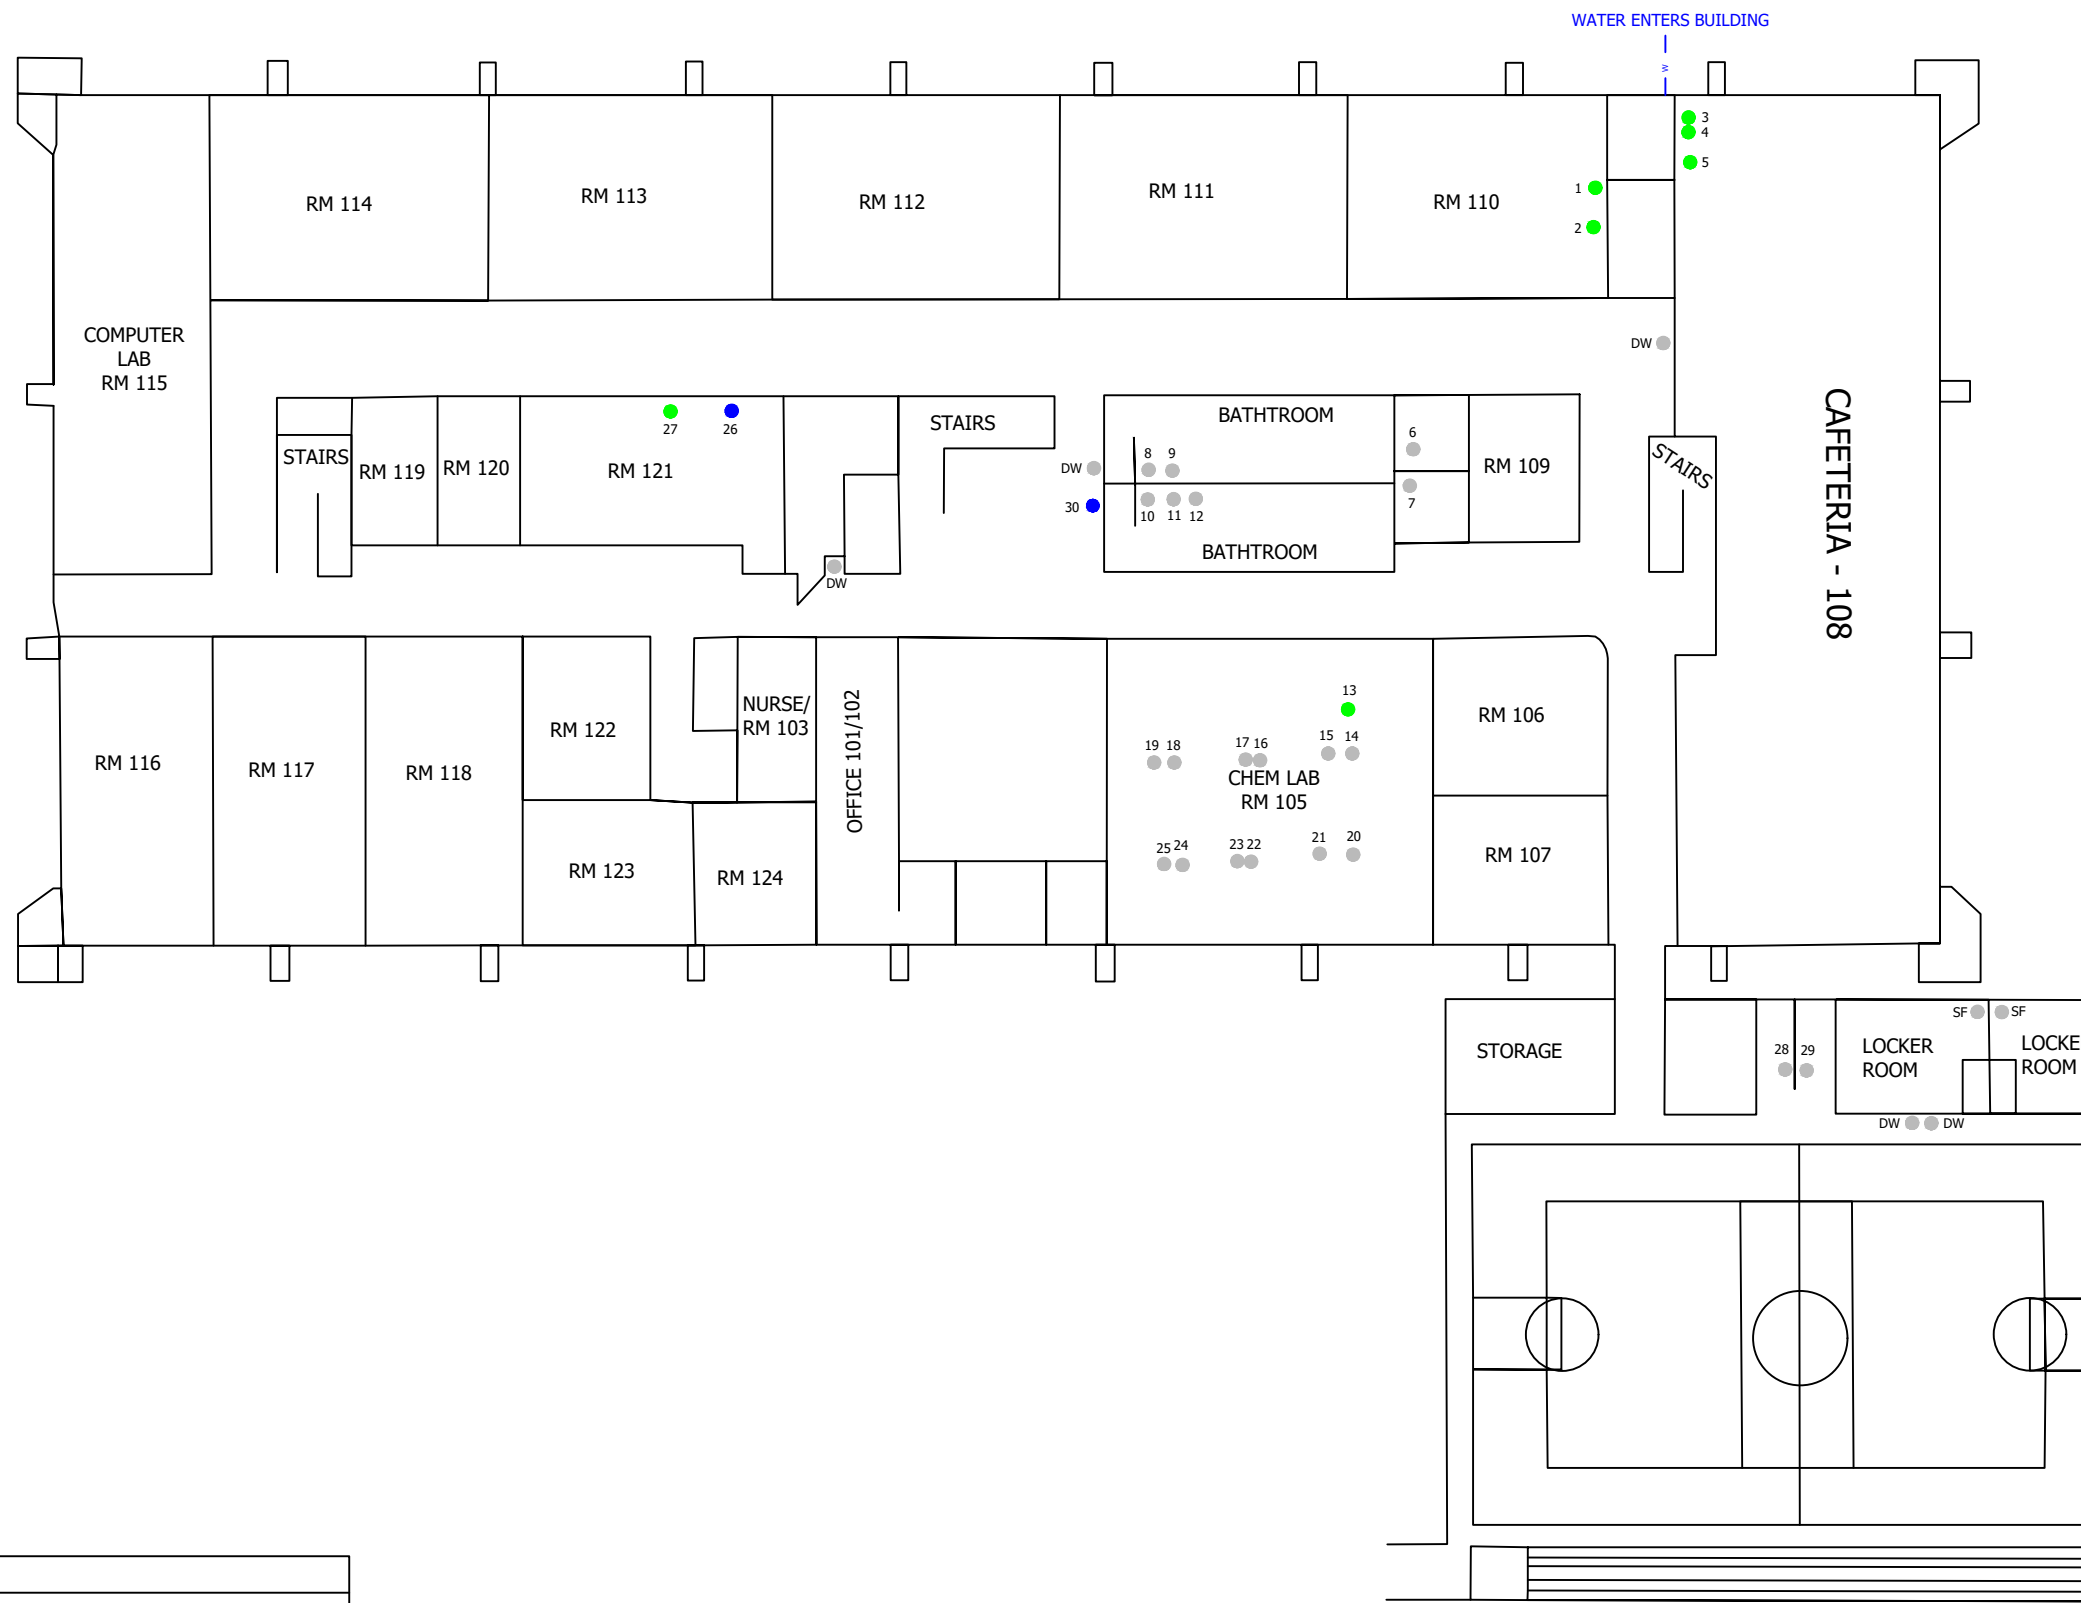 WATER ENTERS BUILDING
W
3
4
5
1
2
RM 114
RM 113
RM 112
RM 111
RM 110
COMPUTER
LAB
RM 115
DW
27
26
STAIRS
RM 119
RM 120
RM 121
STAIRS
DW
30
BATHTROOM
8
9
10
11
12
BATHTROOM
6
7
RM 109
STAIRS
CAFETERIA - 108
DW
RM 116
RM 117
RM 118
RM 122
RM 123
NURSE/
RM 103
RM 124
OFFICE 101/102
13
19
18
17
16
15
14
CHEM LAB
RM 105
25
24
23
22
21
20
RM 106
RM 107
STORAGE
28
29
SF
SF
LOCKER
ROOM
LOCKE
ROOM
DW
DW